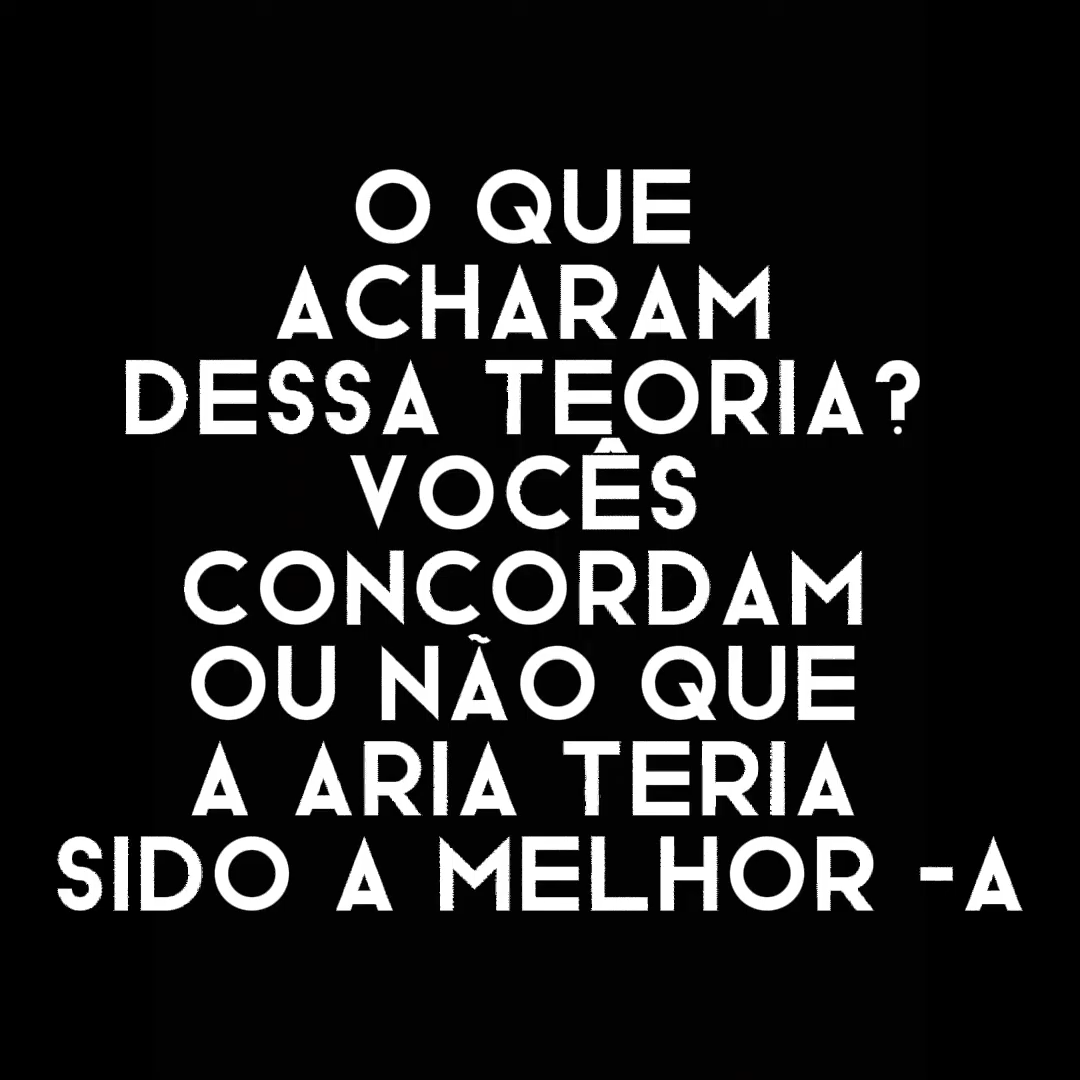 O QUE
ACHARAM
DESSA TEORIA?
VOCÊS
CONCORDAM
OU NÃO QUE
A ARIA TERIA
SIDO A MELHOR -A